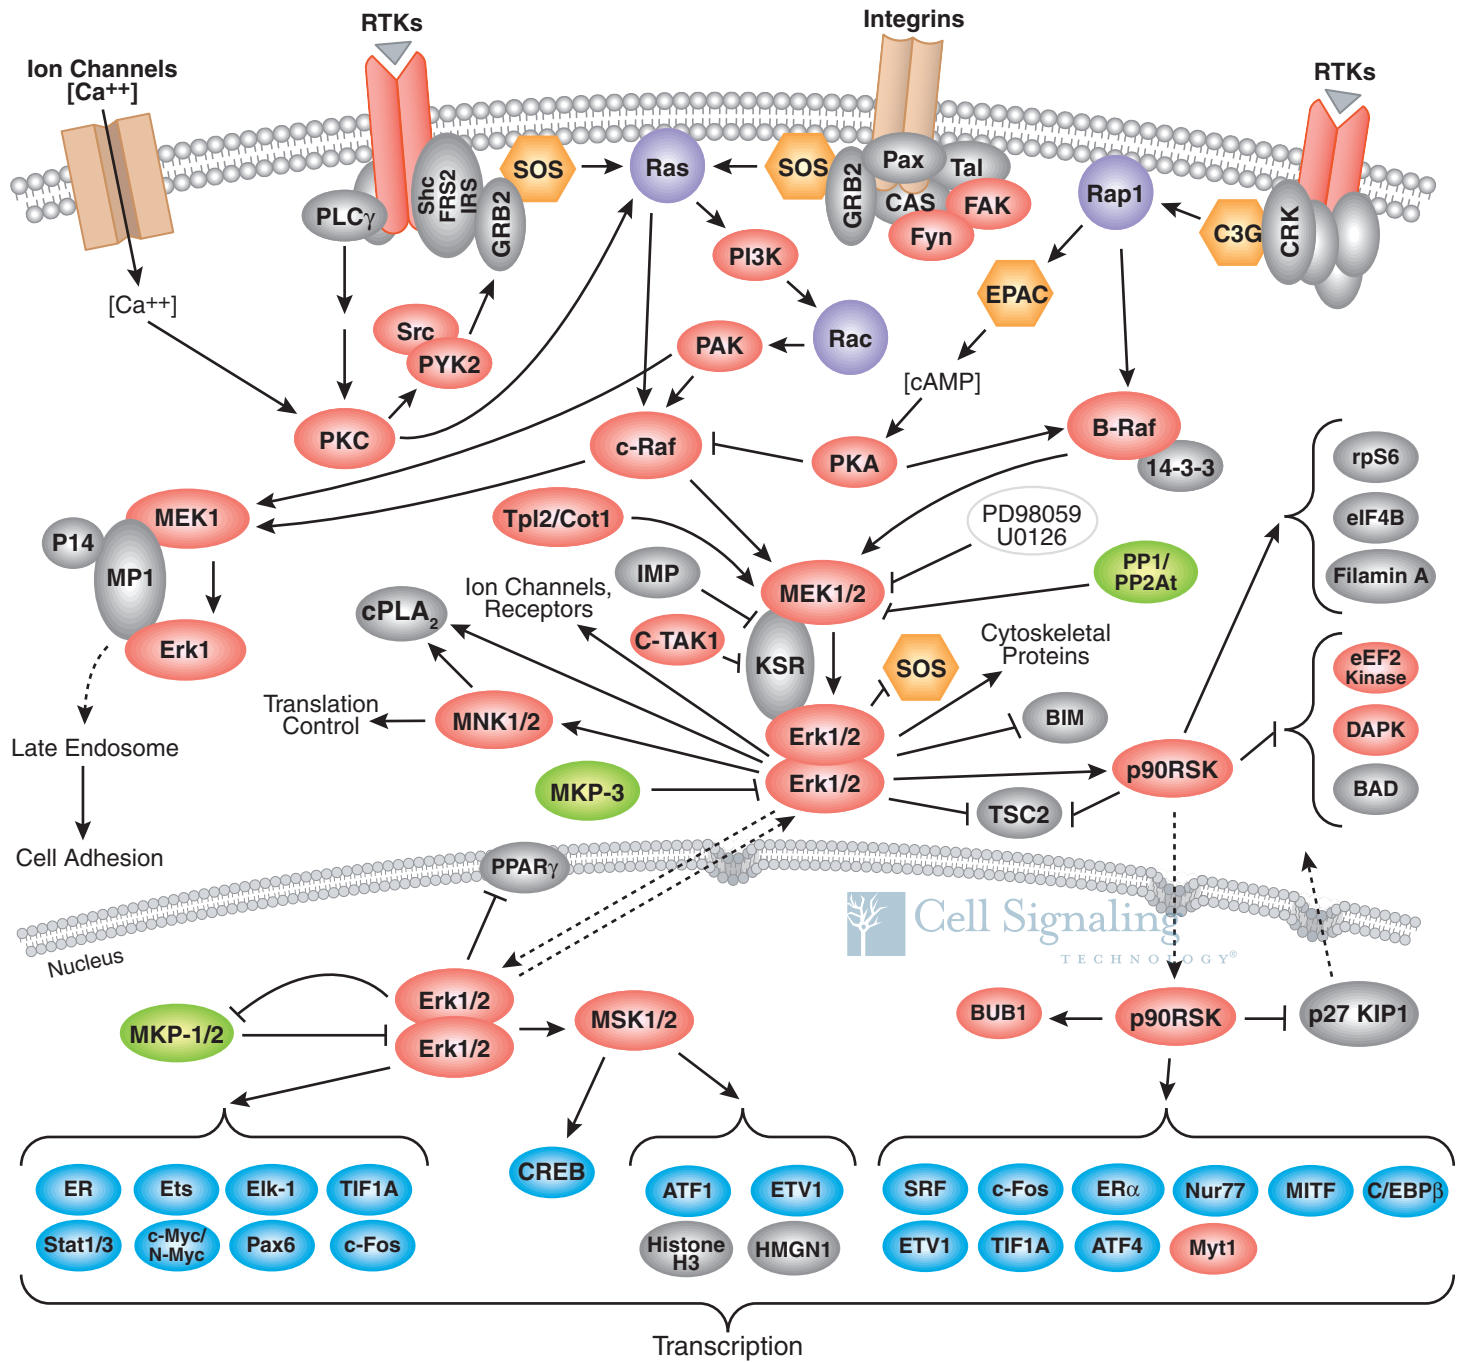 RTKs
Integrins
Ion Channels
[Ca++]
RTKs
SOS
Ras
SOS
Pax
Tal
Shc
FRS2
IRS
GRB2
GRB2
CAS
FAK
Fyn
Rap1
C3G
CRK
PLCγ
PI3K
EPAC
[Ca++]
Src
PYK2
PAK
Rac
[cAMP]
PKC
c-Raf
PKA
B-Raf
14-3-3
rpS6
eIF4B
Filamin A
MEK1
P14
MP1
Erk1
Tpl2/Cot1
PD98059
U0126
IMP
MEK1/2
PP1/
PP2At
Ion Channels,
Receptors
cPLA2
C-TAK1
KSR
SOS
Cytoskeletal
Proteins
eEF2
Kinase
DAPK
BAD
Translation
Control
MNK1/2
Erk1/2
Erk1/2
BIM
p90RSK
MKP-3
TSC2
Late Endosome
Cell Adhesion
PPARγ
Nucleus
Cell Signaling
TECHNOLOGY®
Erk1/2
Erk1/2
MKP-1/2
MSK1/2
BUB1
p90RSK
p27 KIP1
CREB
ER
Ets
Elk-1
TIF1A
Stat1/3
c-Myc/
N-Myc
Pax6
c-Fos
ATF1
ETV1
Histone
H3
HMGN1
SRF
c-Fos
ERα
Nur77
MITF
C/EBPβ
ETV1
TIF1A
ATF4
Myt1
Transcription